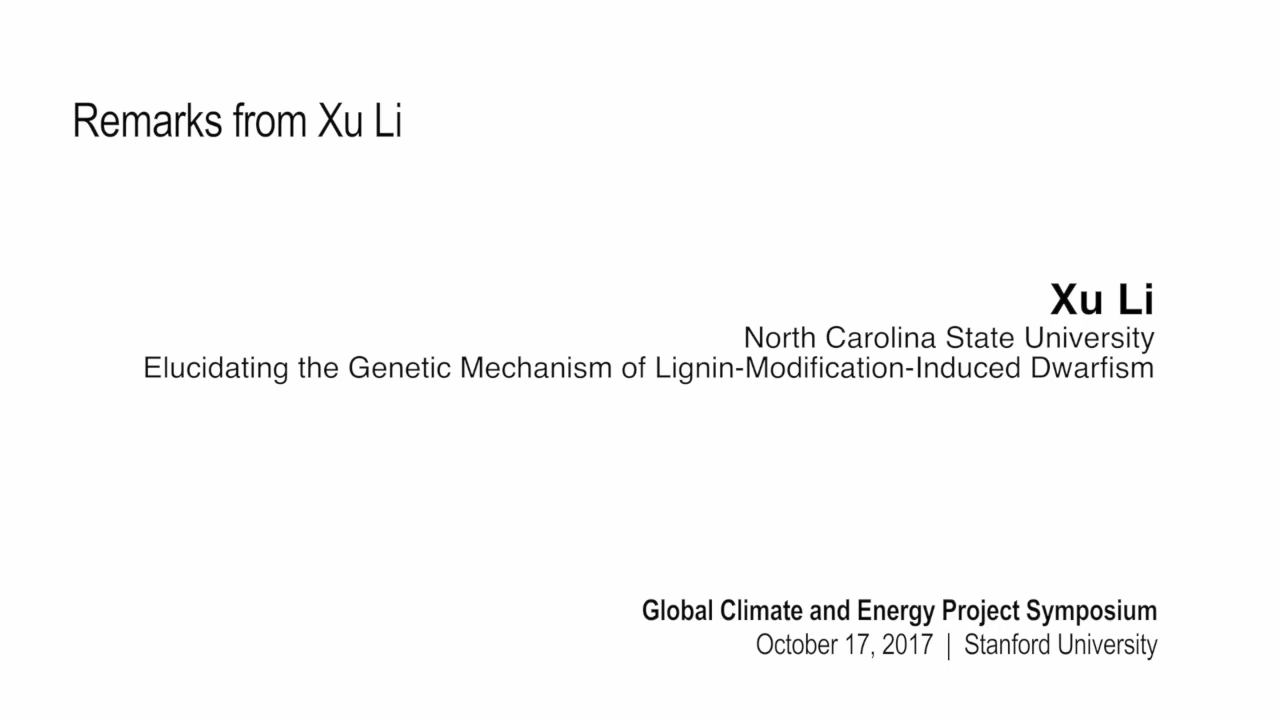 Remarks from Xu Li
Xu Li
North Carolina State University
Elucidating the Genetic Mechanism of Lignin-Modification-Induced Dwarfism
Global Climate and Energy Project Symposium
October 17, 2017 | Stanford University